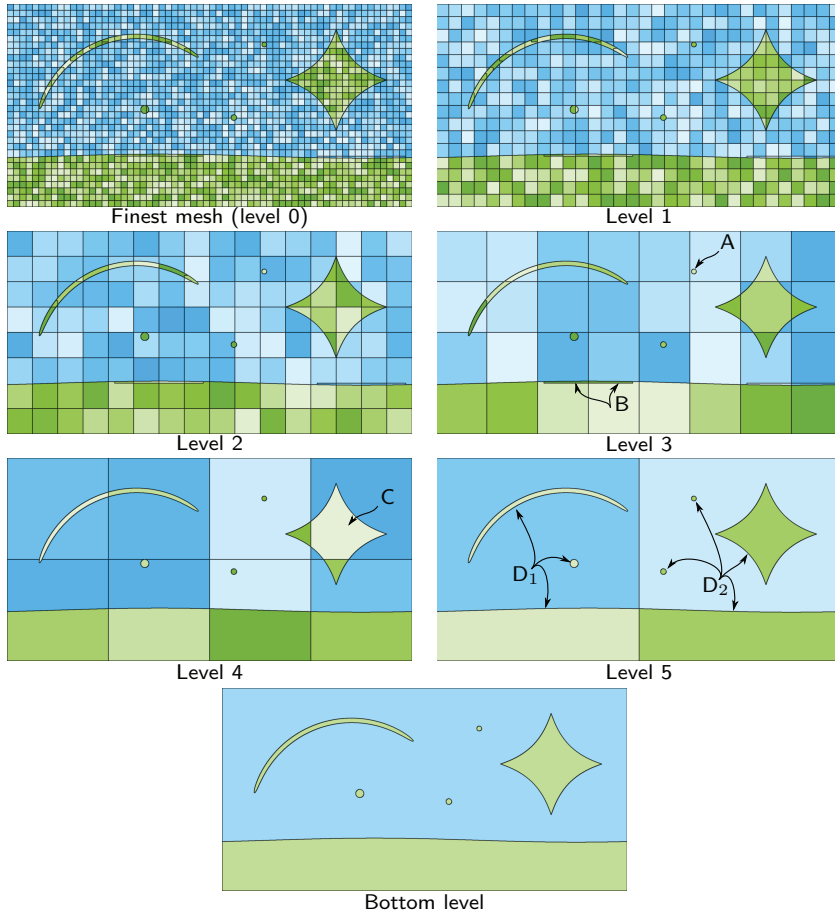 Finest mesh (level 0)
Level 1
Level 2
A
B
Level 3
C
Level 4
D1
D2
Level 5
Bottom level